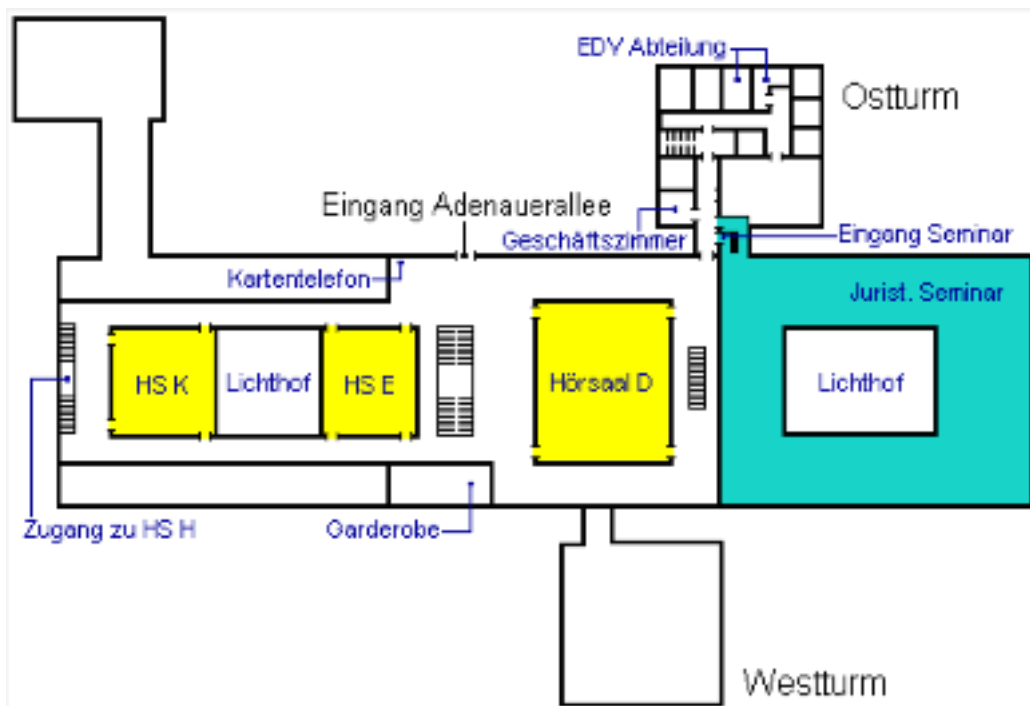 EDV Abteilung
Ostturm
Eingang Adenauerallee
Geschäftszimmer
Eingang Seminar
Kartentelefon
Jurist. Seminar
HS K
Lichthof
HS E
Hörsaal D
Lichthof
Zugang zu HS H
Garderobe
Westturm